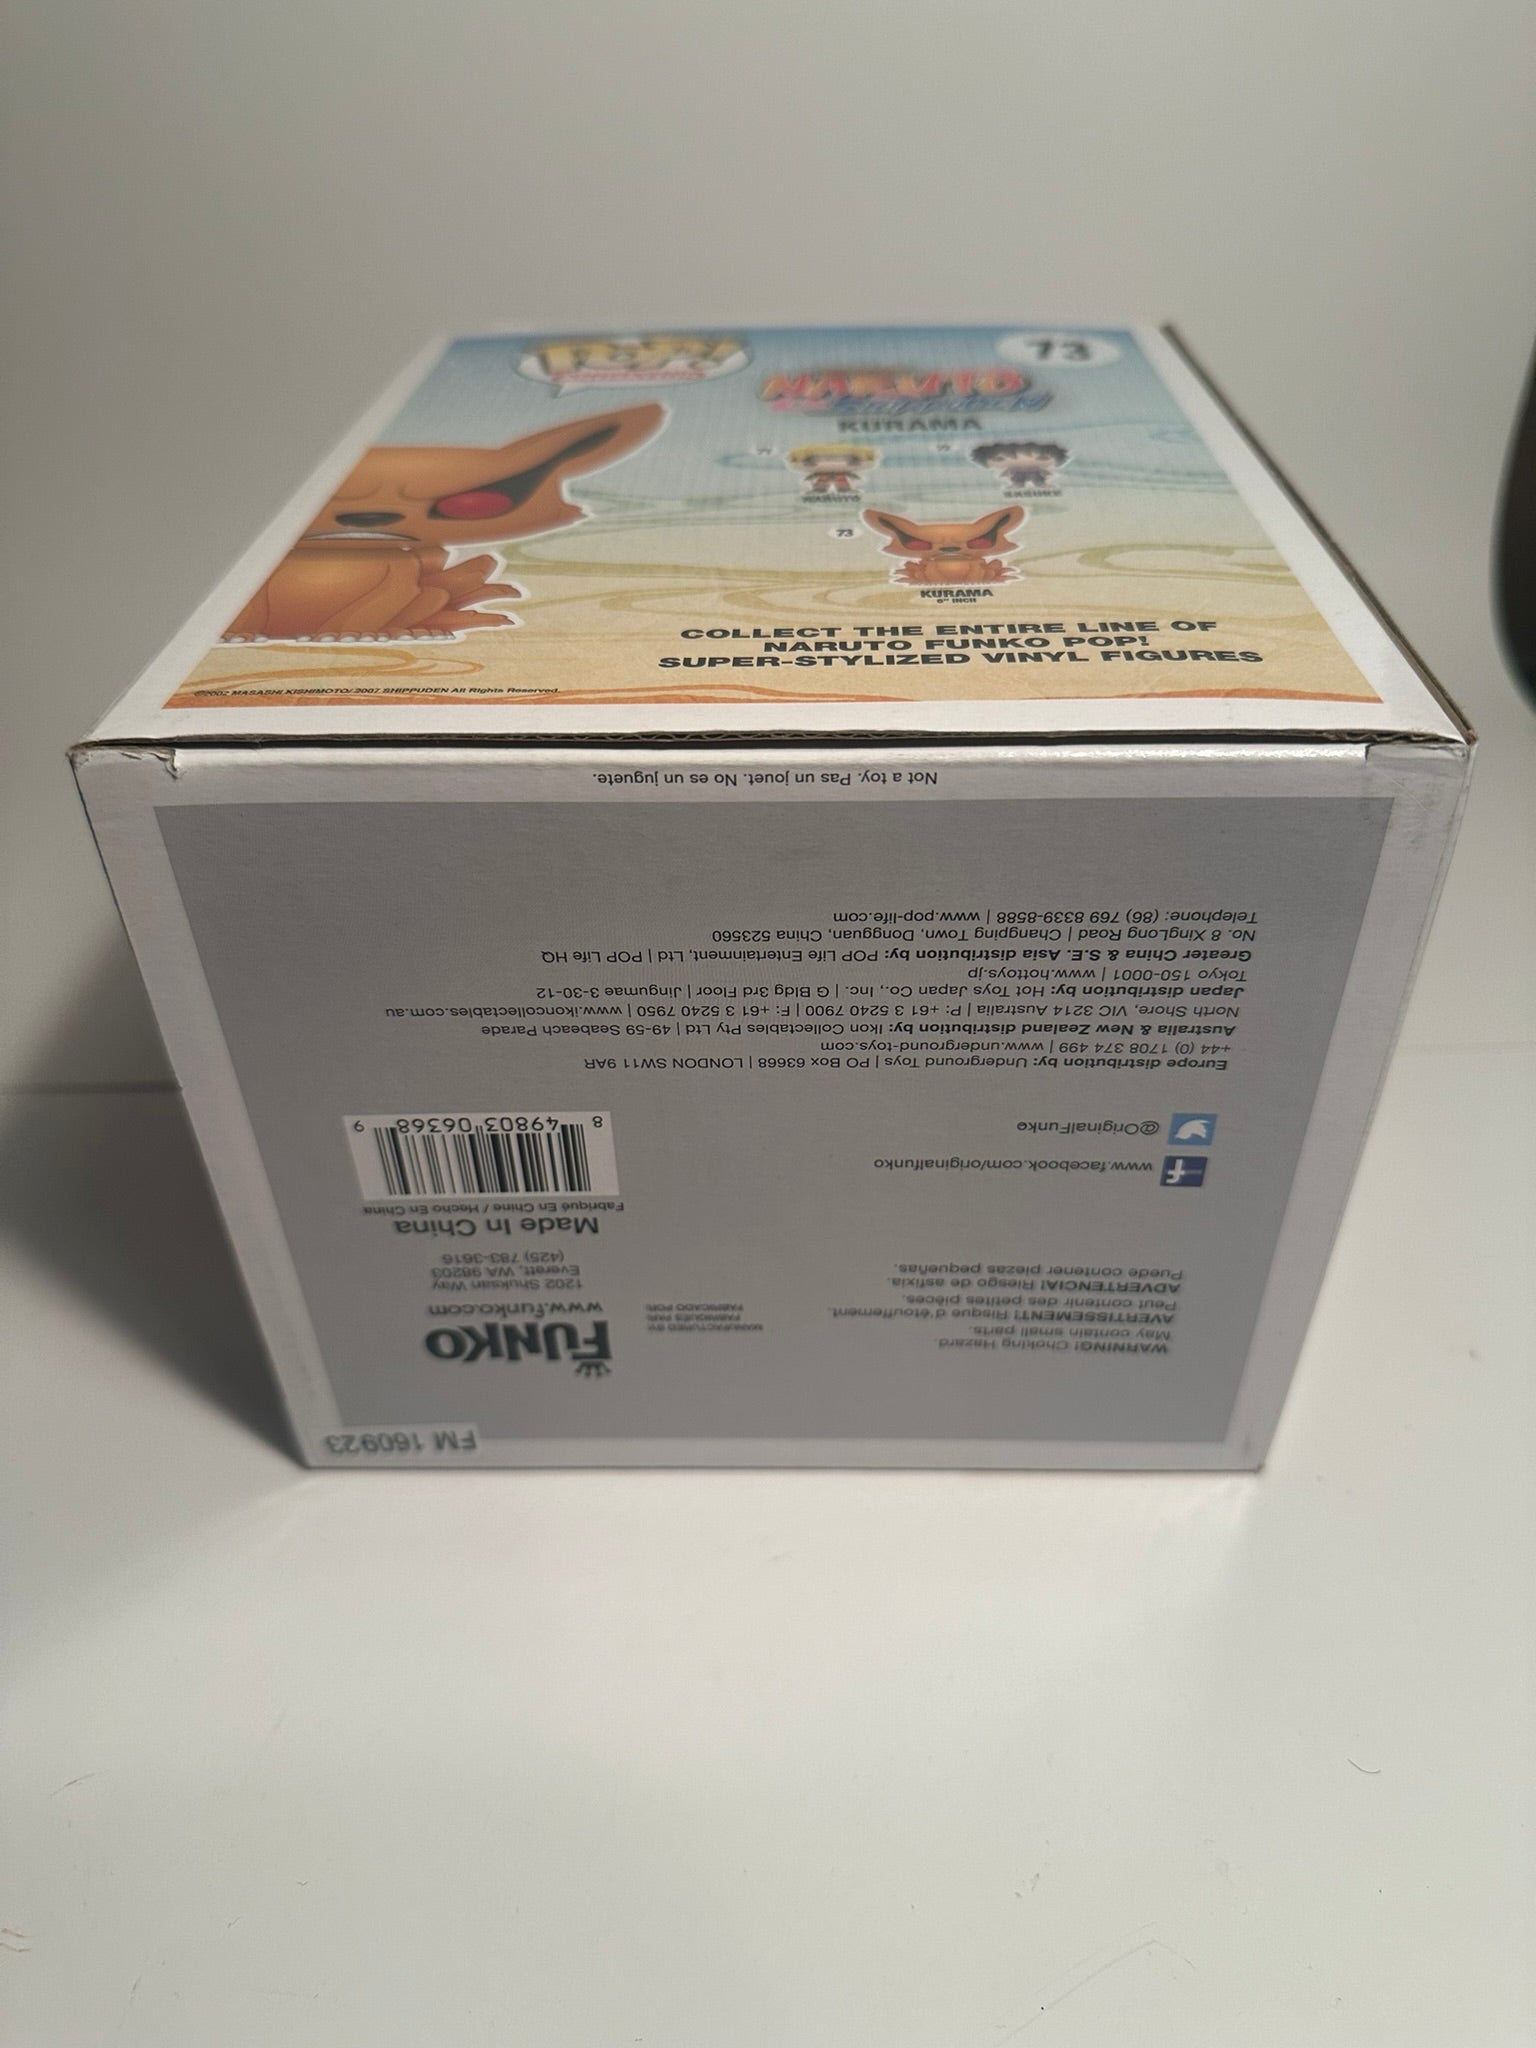 POP!
ANIMATION
73
NARUTO
Shippuden
KURAMA
71
NARUTO
72
SASUKE
73
KURAMA
6" INCH
COLLECT THE ENTIRE LINE OF
NARUTO FUNKO POP!
SUPER-STYLIZED VINYL FIGURES
©2002 MASASHI KISHIMOTO/ 2007 SHIPPUDEN All Rights Reserved.
FM 160923
WARNING! Choking Hazard.
May contain small parts.
AVERTISSEMENT! Risque d'étouffement.
Peut contenir des petites pièces.
ADVERTENCIA! Riesgo de asfixia.
Puede contener piezas pequeñas.
MANUFACTURED BY:
FABRIQUÉS PAR:
FABRICADO POR:
FUNKO
www.funko.com
1202 Shuksan Way
Everett, WA 98203
(425) 783-3616
Made In China
Fabriqué En Chine / Hecho En China
8 49803 06368 9
www.facebook.com/originalfunko
@OriginalFunko
Europe distribution by: Underground Toys | PO Box 63668 | LONDON SW11 9AR
+44 (0) 1708 374 499 | www.underground-toys.com
Australia & New Zealand distribution by: Ikon Collectables Pty Ltd | 49-59 Seabeach Parade
North Shore, VIC 3214 Australia | P: +61 3 5240 7900 | F: +61 3 5240 7950 | www.ikoncollectables.com.au
Japan distribution by: Hot Toys Japan Co., Inc. | G Bldg 3rd Floor | Jingumae 3-30-12
Tokyo 150-0001 | www.hottoys.jp
Greater China & S.E. Asia distribution by: POP Life Entertainment, Ltd | POP Life HQ
No. 8 XingLong Road | Changping Town, Dongguan, China 523560
Telephone: (86) 769 8339-8588 | www.pop-life.com
Not a toy. Pas un jouet. No es un juguete.